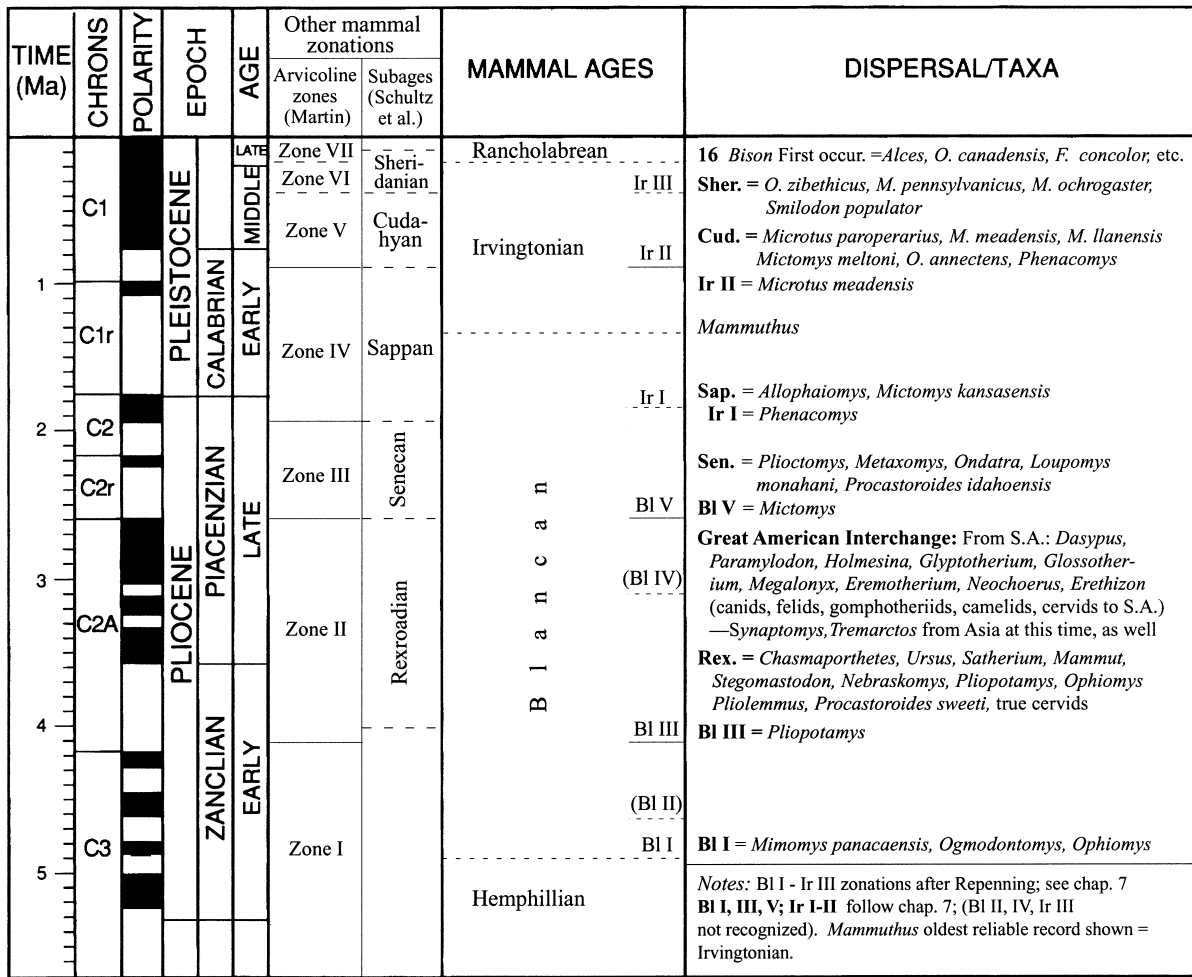 TIME
(Ma)
CHRONS
POLARITY
EPOCH
AGE
Other mammal
zonations
Arvicoline
zones
(Martin)
Subages
(Schultz
et al.)
MAMMAL AGES
DISPERSAL/TAXA
1
2
3
4
5
C1
C1r
C2
C2r
C2A
C3
PLEISTOCENE
PLIOCENE
CALABRIAN
PIACENZIAN
ZANCLIAN
LATE
MIDDLE
EARLY
LATE
EARLY
Zone VII
Zone VI
Zone V
Zone IV
Zone III
Zone II
Zone I
Sheri-
danian
Cuda-
hyan
Sappan
Senecan
Rexroadian
Rancholabrean
Irvingtonian
Blancan
Hemphillian
Ir III
Ir II
Ir I
Bl V
(Bl IV)
Bl III
(Bl II)
Bl I
16 Bison First occur. =Alces, O. canadensis, F. concolor, etc.
Sher. = O. zibethicus, M. pennsylvanicus, M. ochrogaster,
Smilodon populator
Cud. = Microtus paroperarius, M. meadensis, M. llanensis
Mictomys meltoni, O. annectens, Phenacomys
Ir II = Microtus meadensis
Mammuthus
Sap. = Allophaiomys, Mictomys kansasensis
Ir I = Phenacomys
Sen. = Plioctomys, Metaxomys, Ondatra, Loupomys
monahani, Procastoroides idahoensis
Bl V = Mictomys
Great American Interchange: From S.A.: Dasypus,
Paramylodon, Holmesina, Glyptotherium, Glossother-
ium, Megalonyx, Eremotherium, Neochoerus, Erethizon
(canids, felids, gomphotheriids, camelids, cervids to S.A.)
—Synaptomys, Tremarctos from Asia at this time, as well
Rex. = Chasmaporthetes, Ursus, Satherium, Mammut,
Stegomastodon, Nebraskomys, Pliopotamys, Ophiomys
Pliolemmus, Procastoroides sweeti, true cervids
Bl III = Pliopotamys
Bl I = Mimomys panacaensis, Ogmodontomys, Ophiomys
Notes: Bl I - Ir III zonations after Repenning; see chap. 7
Bl I, III, V; Ir I-II follow chap. 7; (Bl II, IV, Ir III
not recognized). Mammuthus oldest reliable record shown =
Irvingtonian.